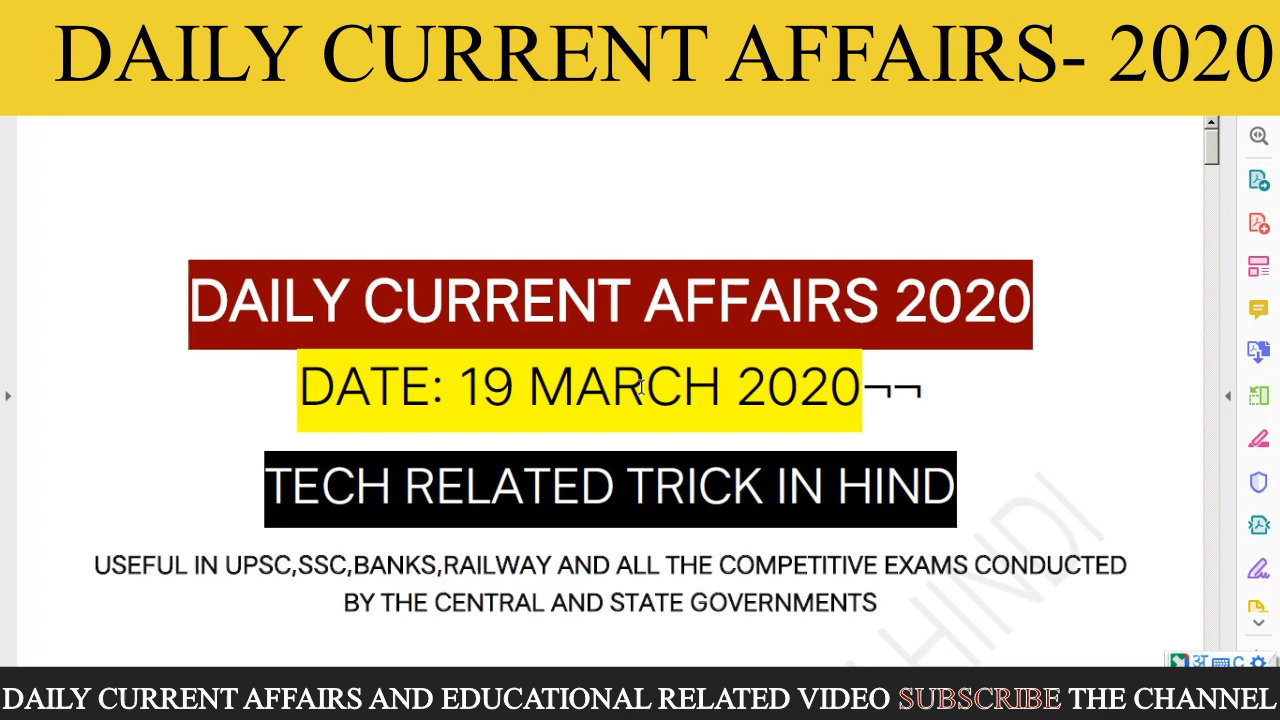 DAILY CURRENT AFFAIRS- 2020
DAILY CURRENT AFFAIRS 2020
DATE: 19 MARCH 2020¬¬
TECH RELATED TRICK IN HIND
USEFUL IN UPSC,SSC,BANKS,RAILWAY AND ALL THE COMPETITIVE EXAMS CONDUCTED
BY THE CENTRAL AND STATE GOVERNMENTS
HINDI
अ
DAILY CURRENT AFFAIRS AND EDUCATIONAL RELATED VIDEO SUBSCRIBE THE CHANNEL